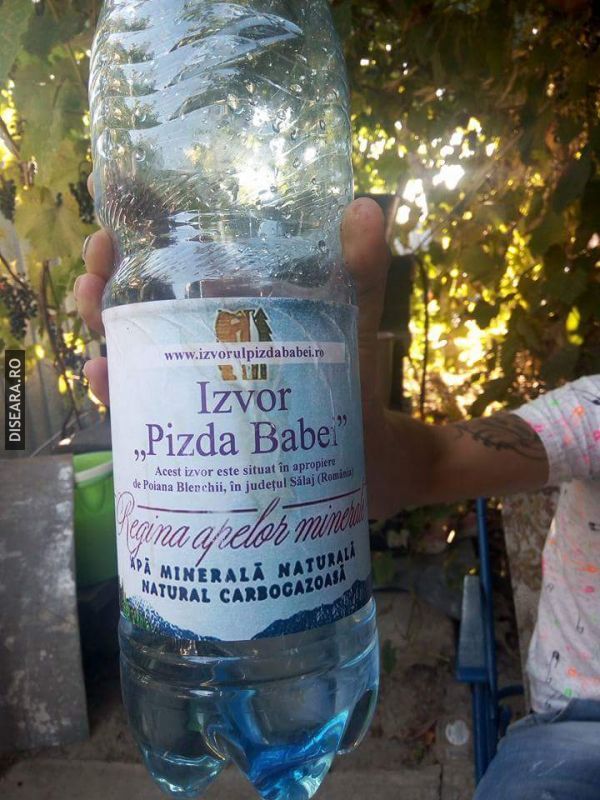 www.izvorulpizdababei.ro
Izvor
„Pizda Babei”
Acest izvor este situat în apropiere
de Poiana Blenchii, în județul Sălaj (România)
Regina apelor minerale
APĂ MINERALĂ NATURALĂ
NATURAL CARBOGAZOASĂ
DISEARA.RO